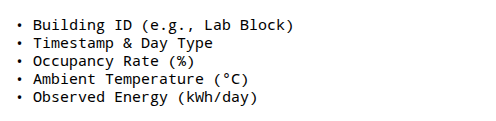 • Building ID (e.g., Lab Block)
• Timestamp & Day Type
• Occupancy Rate (%)
• Ambient Temperature (°C)
• Observed Energy (kWh/day)